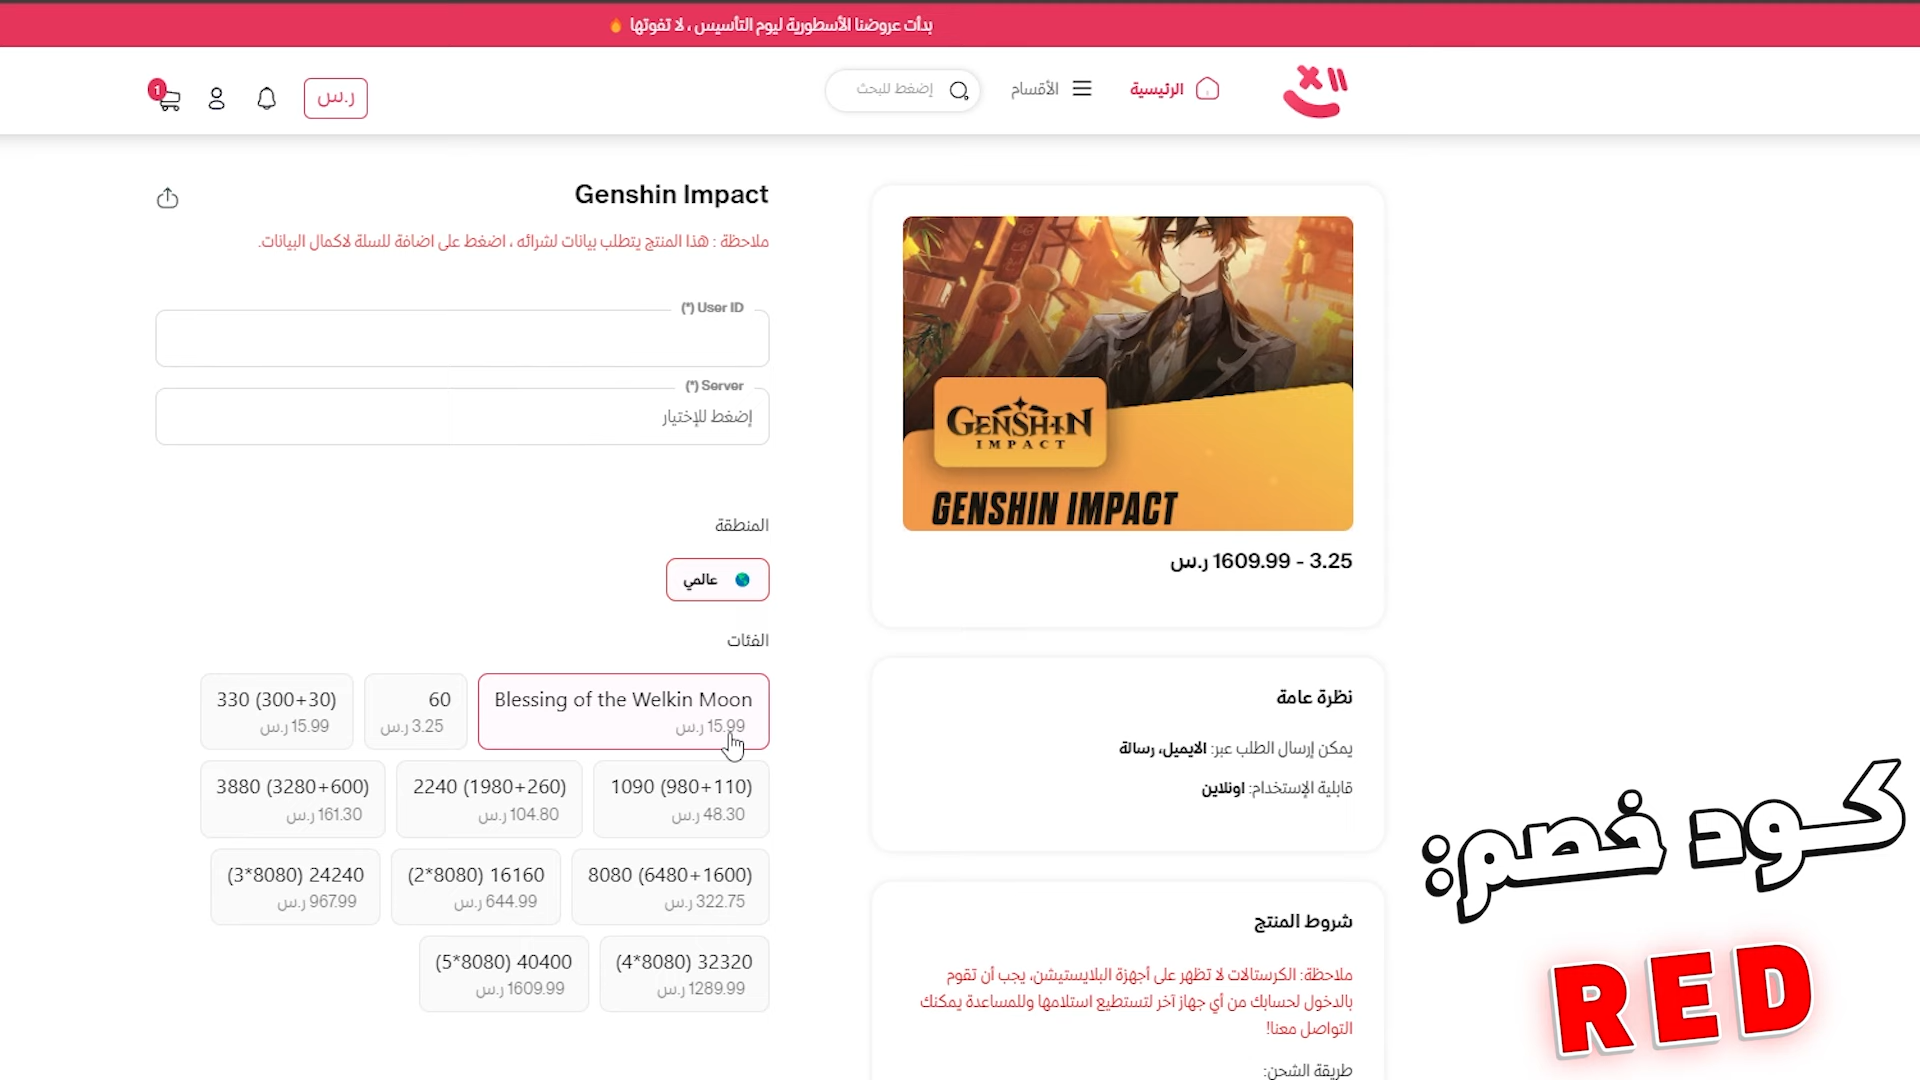 بدأت عروضنا الأسطورية ليوم التأسيس ، لا تفوتها 🔥
الرئيسية
الأقسام
إضغط للبحث
ر.س
1
GENSHIN
IMPACT
GENSHIN IMPACT
3.25 - 1609.99 ر.س
نظرة عامة
يمكن إرسال الطلب عبر: الايميل، رسالة
قابلية الإستخدام: اونلاين
شروط المنتج
ملاحظة: الكرستالات لا تظهر على أجهزة البلايستيشن، يجب أن تقوم
بالدخول لحسابك من أي جهاز آخر لتستطيع استلامها وللمساعدة يمكنك
التواصل معنا!
طريقة الشحن:
Genshin Impact
ملاحظة : هذا المنتج يتطلب بيانات لشرائه ، اضغط على اضافة للسلة لاكمال البيانات.
User ID (*)
Server (*)
إضغط للإختيار
المنطقة
عالمي
الفئات
Blessing of the Welkin Moon
15.99 ر.س
60
3.25 ر.س
330 (300+30)
15.99 ر.س
1090 (980+110)
48.30 ر.س
2240 (1980+260)
104.80 ر.س
3880 (3280+600)
161.30 ر.س
8080 (6480+1600)
322.75 ر.س
(2*8080) 16160
644.99 ر.س
(3*8080) 24240
967.99 ر.س
(4*8080) 32320
1289.99 ر.س
(5*8080) 40400
1609.99 ر.س
كود خصم:
RED